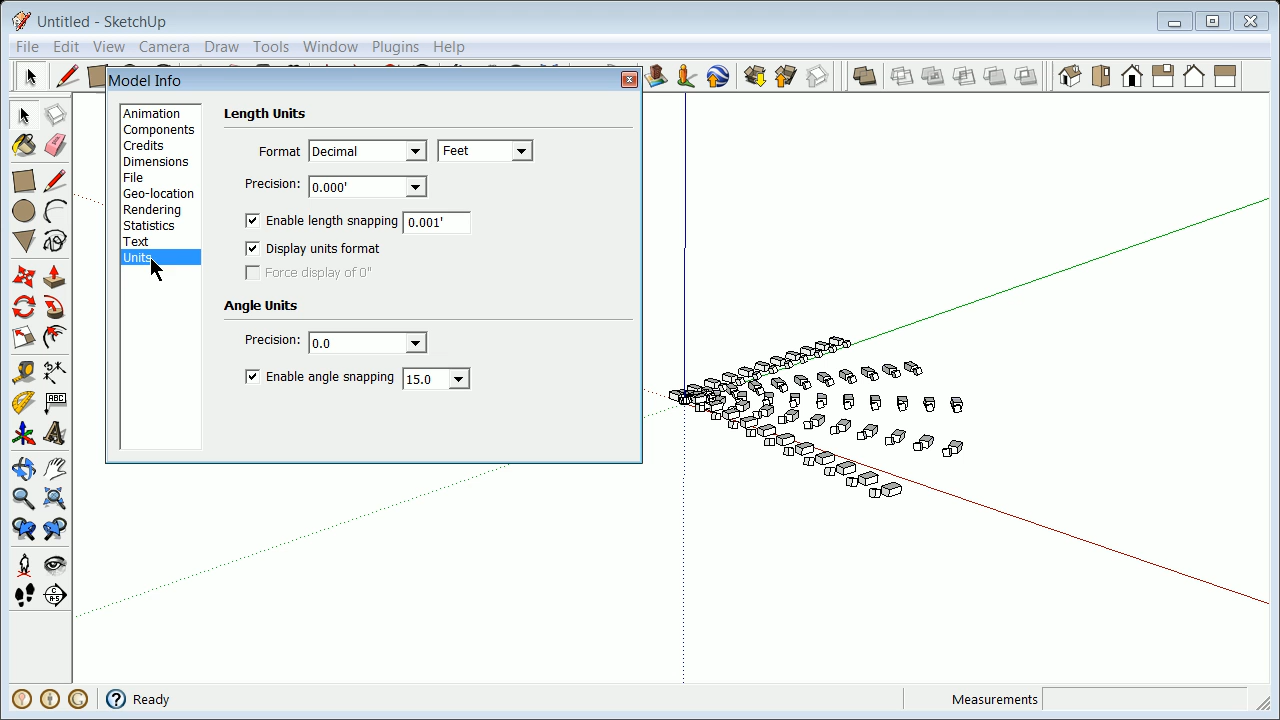 Untitled - SketchUp
File Edit View Camera Draw Tools Window Plugins Help
Model Info
Animation
Components
Credits
Dimensions
File
Geo-location
Rendering
Statistics
Text
Units
Length Units
Format Decimal Feet
Precision: 0.000'
Enable length snapping 0.001'
Display units format
Force display of 0"
Angle Units
Precision: 0.0
Enable angle snapping 15.0
ABC
Ready
Measurements